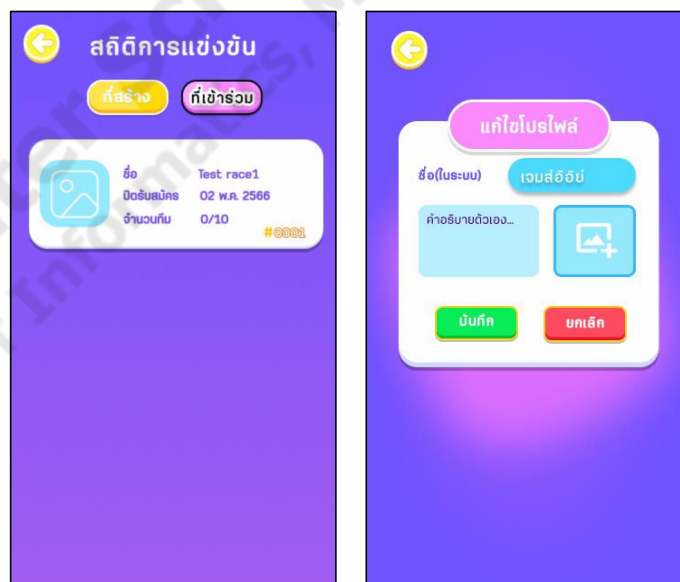 สถิติการแข่งขัน
ที่สร้าง ที่เข้าร่วม
ชื่อ Test race1
ปิดรับสมัคร 02 พ.ค. 2566
จำนวนทีม 0/10
#0001
แก้ไขโปรไฟล์
ชื่อ(ในระบบ) เจมส์อิอิย์
คำอธิบายตัวเอง...
บันทึก ยกเลิก